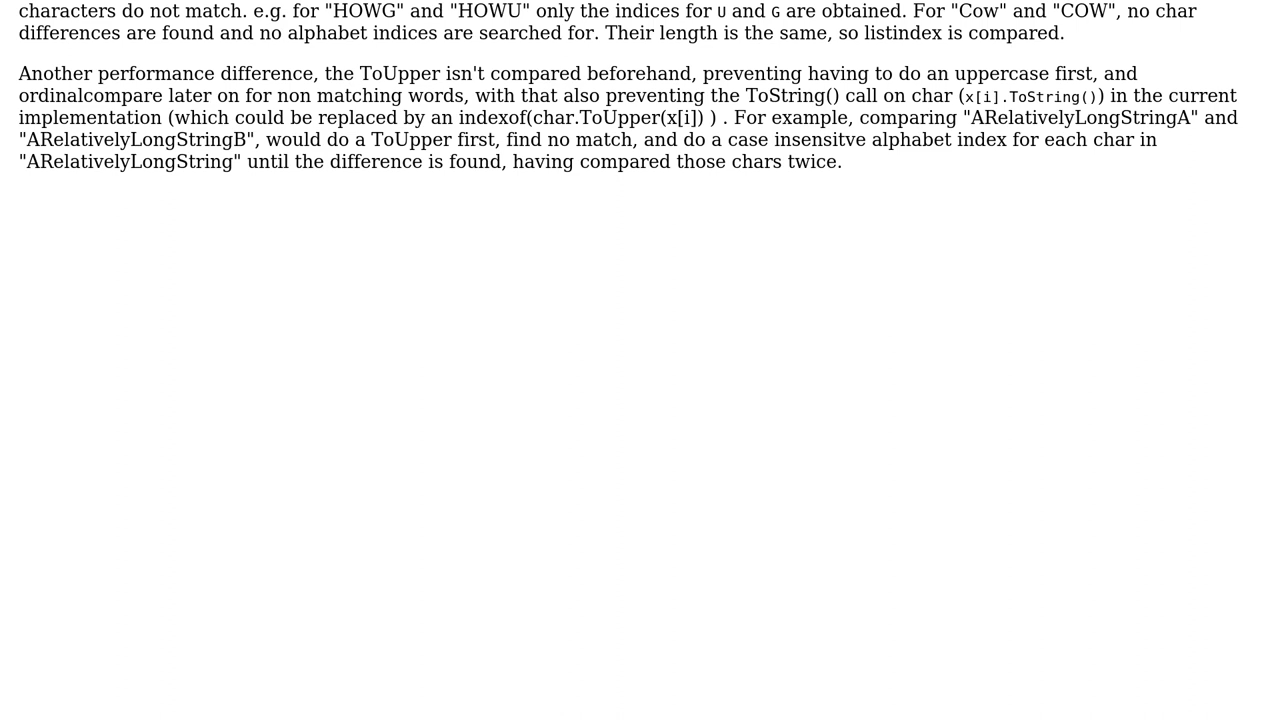 characters do not match. e.g. for "HOWG" and "HOWU" only the indices for U and G are obtained. For "Cow" and "COW", no char
differences are found and no alphabet indices are searched for. Their length is the same, so listindex is compared.
Another performance difference, the ToUpper isn't compared beforehand, preventing having to do an uppercase first, and
ordinalcompare later on for non matching words, with that also preventing the ToString() call on char (x[i].ToString()) in the current
implementation (which could be replaced by an indexof(char.ToUpper(x[i]) ) . For example, comparing "ARelativelyLongStringA" and
"ARelativelyLongStringB", would do a ToUpper first, find no match, and do a case insensitve alphabet index for each char in
"ARelativelyLongString" until the difference is found, having compared those chars twice.